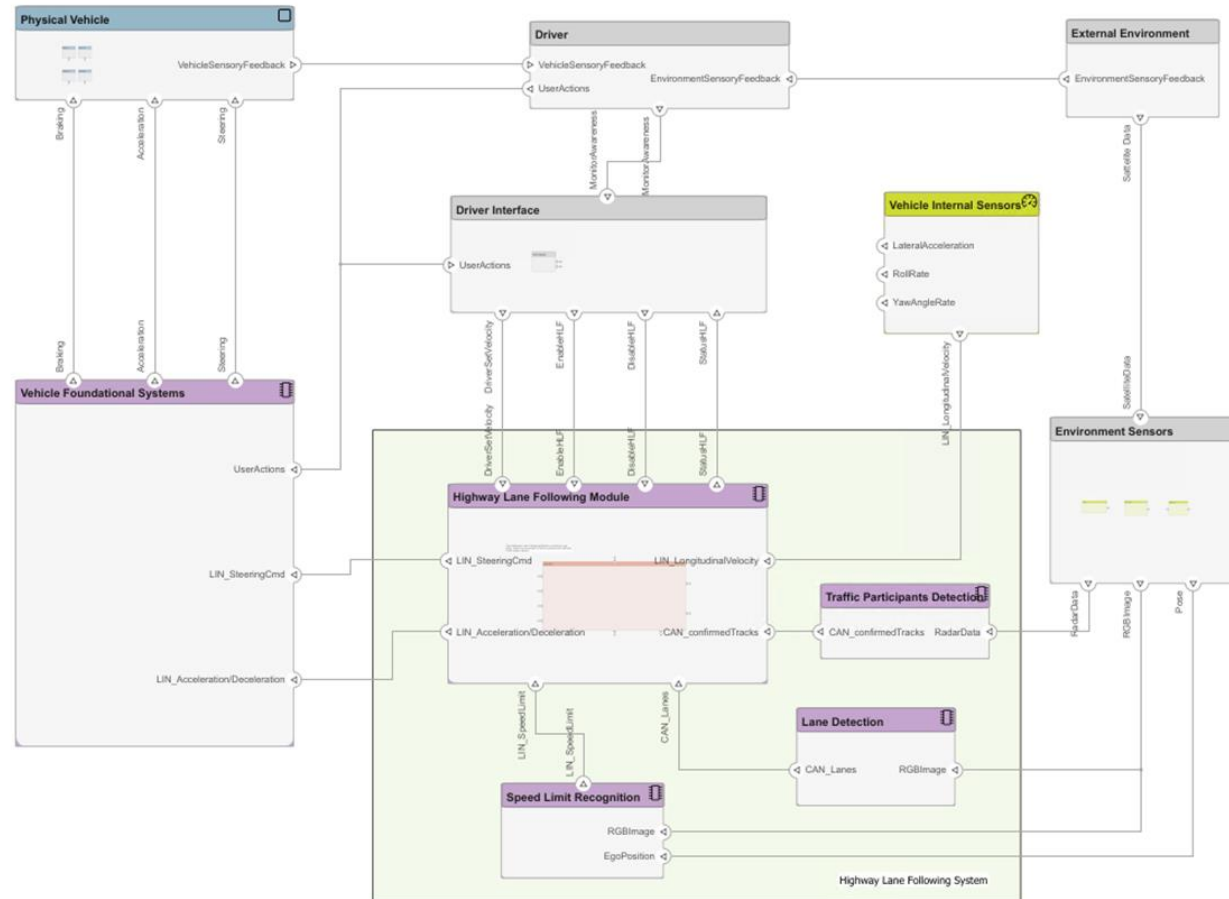 Physical Vehicle
VehicleSensoryFeedback
Braking
Acceleration
Steering
Driver
VehicleSensoryFeedback
EnvironmentSensoryFeedback
UserActions
MonitorAwareness
MonitorAwareness
External Environment
EnvironmentSensoryFeedback
Sattelite Data
Driver Interface
UserActions
DriverSetVelocity
EnableHLF
DisableHLF
StatusHLF
Vehicle Internal Sensors
LateralAcceleration
RollRate
YawAngleRate
LIN_LongitudinalVelocity
Braking
Acceleration
Steering
Vehicle Foundational Systems
UserActions
LIN_SteeringCmd
LIN_Acceleration/Deceleration
SatelliteData
Environment Sensors
RadarData
RGBImage
Pose
DriverSetVelocity
EnableHLF
DisableHLF
StatusHLF
Highway Lane Following Module
LIN_SteeringCmd
LIN_LongitudinalVelocity
LIN_Acceleration/Deceleration
CAN_confirmedTracks
LIN_SpeedLimit
CAN_Lanes
Traffic Participants Detection
CAN_confirmedTracks
RadarData
Lane Detection
CAN_Lanes
RGBImage
LIN_SpeedLimit
Speed Limit Recognition
RGBImage
EgoPosition
Highway Lane Following System